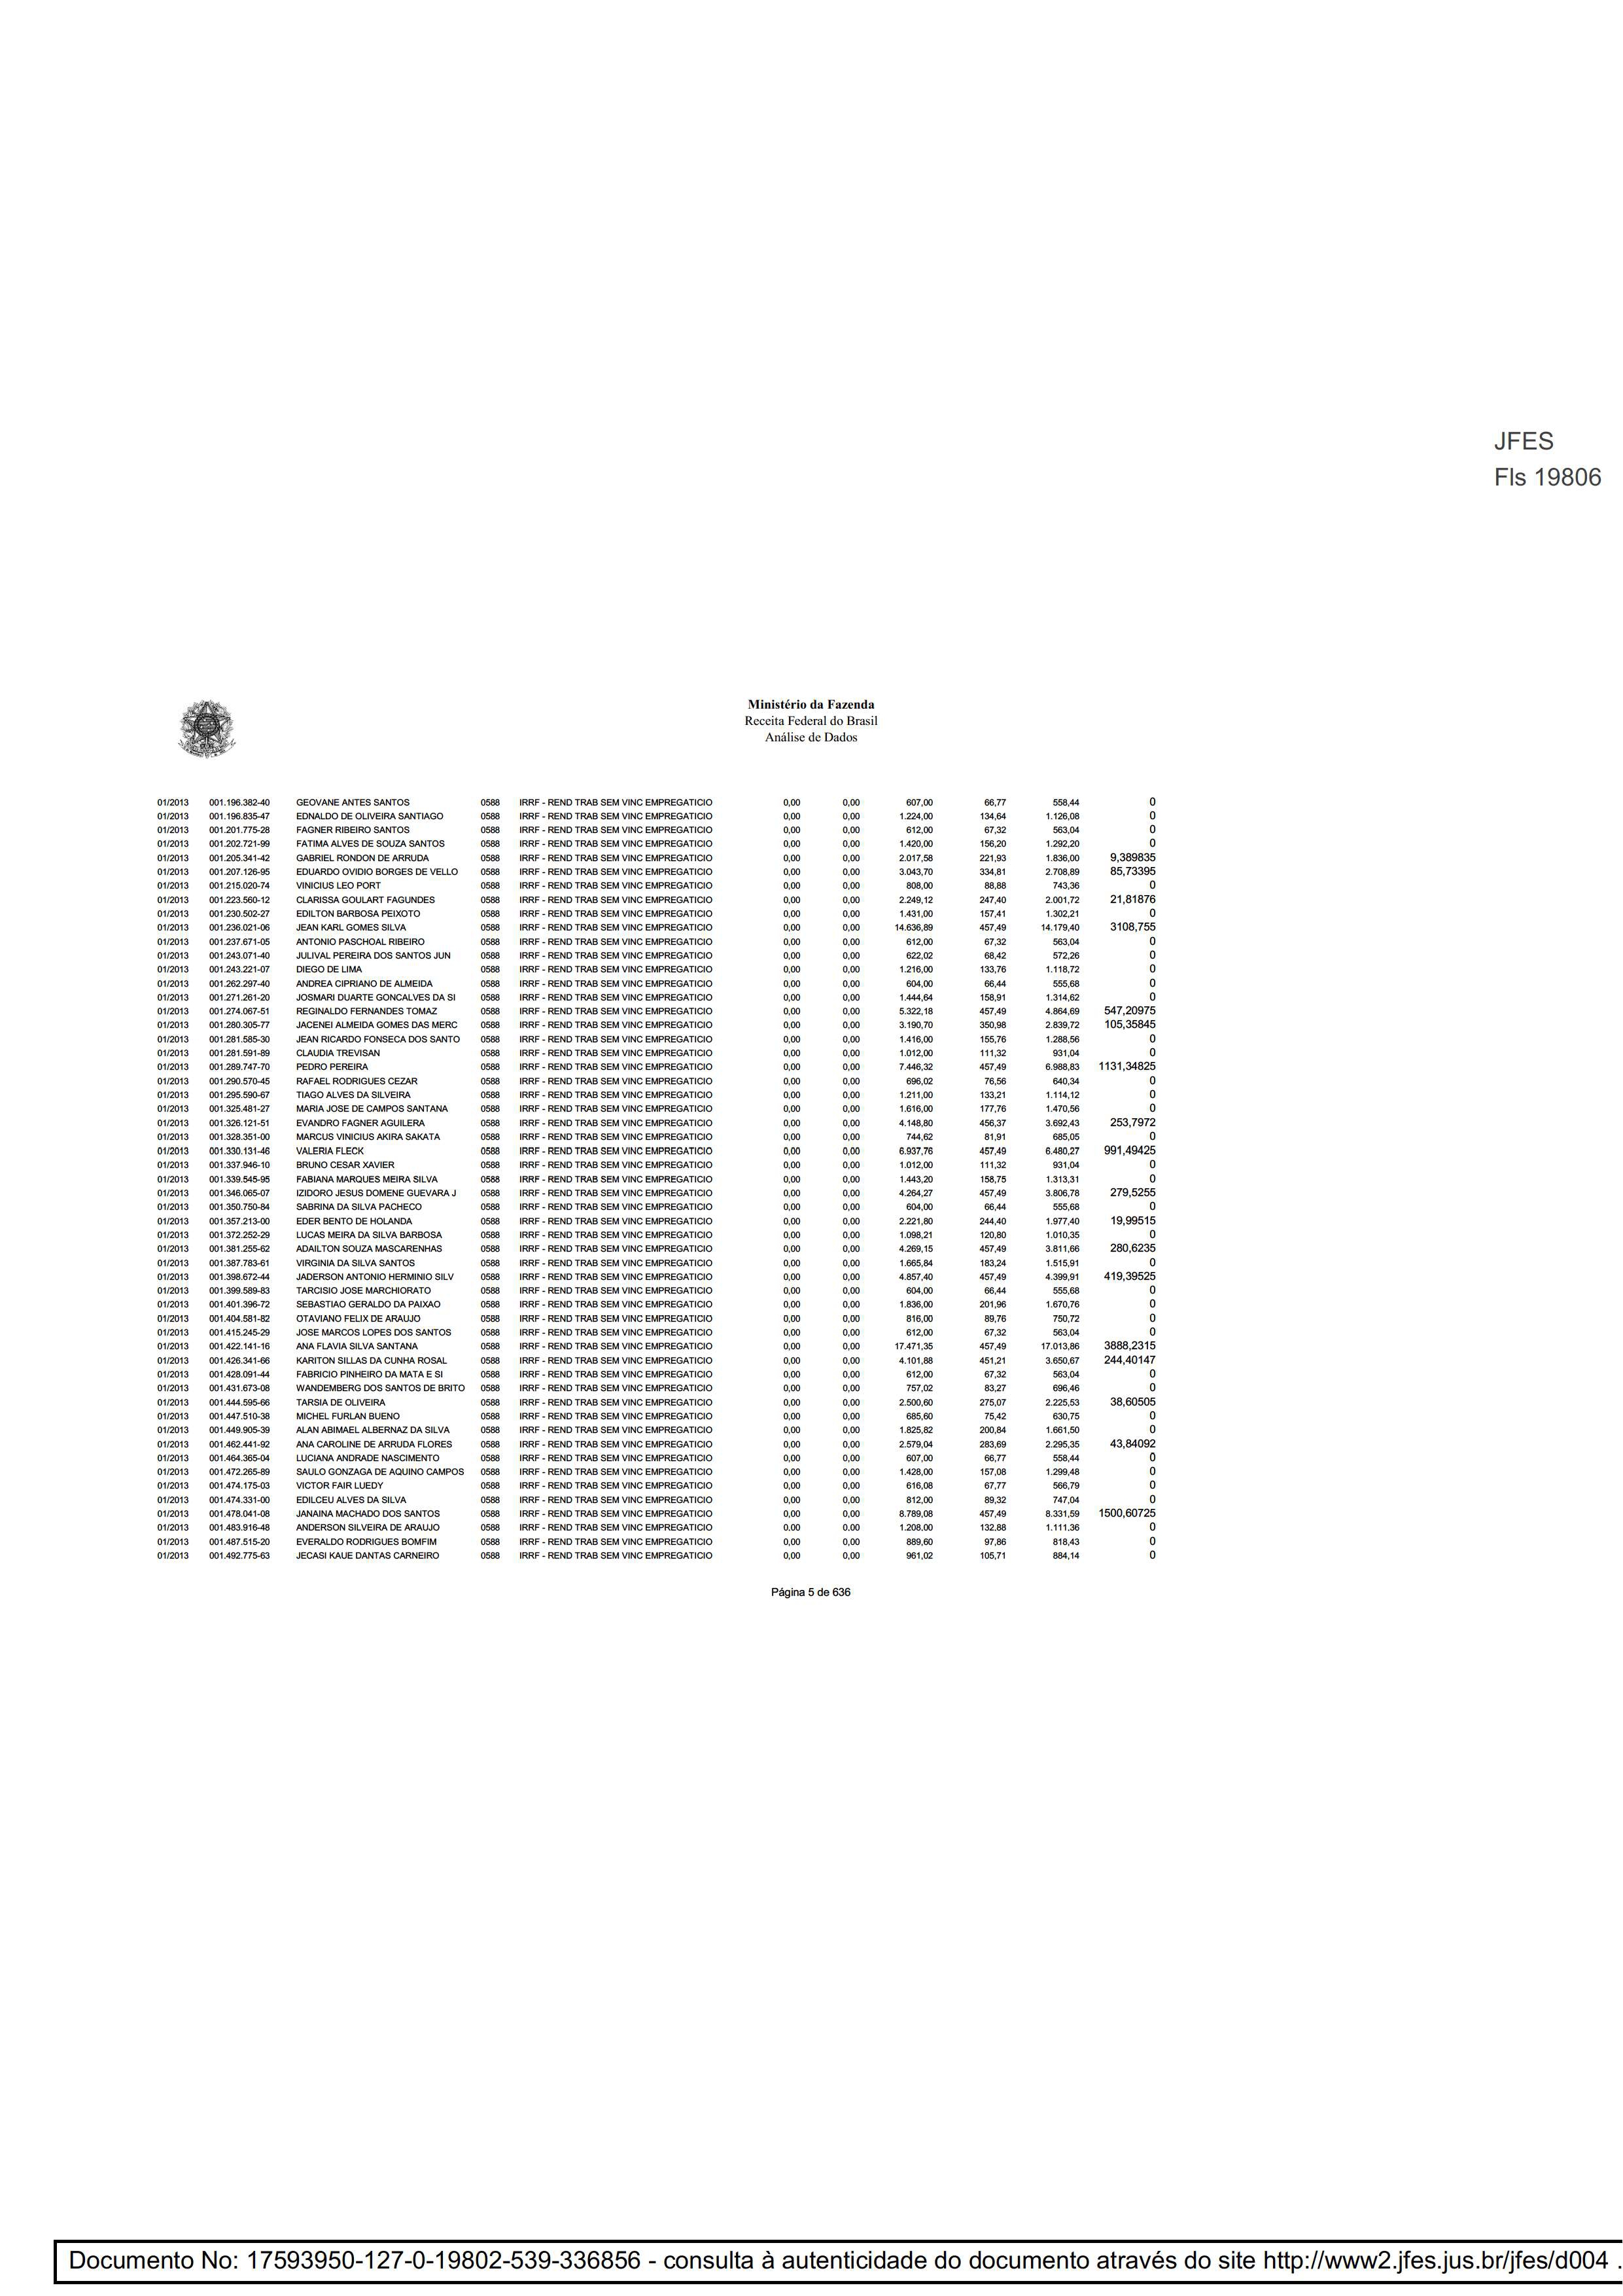 JFES
Fls 19806
Ministério da Fazenda
Receita Federal do Brasil
Análise de Dados
01/2013 001.196.382-40 GEOVANE ANTES SANTOS 0588 IRRF - REND TRAB SEM VINC EMPREGATICIO 0,00 0,00 607,00 66,77 558,44 0
01/2013 001.196.835-47 EDNALDO DE OLIVEIRA SANTIAGO 0588 IRRF - REND TRAB SEM VINC EMPREGATICIO 0,00 0,00 1.224,00 134,64 1.126,08 0
01/2013 001.201.775-28 FAGNER RIBEIRO SANTOS 0588 IRRF - REND TRAB SEM VINC EMPREGATICIO 0,00 0,00 612,00 67,32 563,04 0
01/2013 001.202.721-99 FATIMA ALVES DE SOUZA SANTOS 0588 IRRF - REND TRAB SEM VINC EMPREGATICIO 0,00 0,00 1.420,00 156,20 1.292,20 0
01/2013 001.205.341-42 GABRIEL RONDON DE ARRUDA 0588 IRRF - REND TRAB SEM VINC EMPREGATICIO 0,00 0,00 2.017,58 221,93 1.836,00 9,389835
01/2013 001.207.126-95 EDUARDO OVIDIO BORGES DE VELLO 0588 IRRF - REND TRAB SEM VINC EMPREGATICIO 0,00 0,00 3.043,70 334,81 2.708,89 85,73395
01/2013 001.215.020-74 VINICIUS LEO PORT 0588 IRRF - REND TRAB SEM VINC EMPREGATICIO 0,00 0,00 808,00 88,88 743,36 0
01/2013 001.223.560-12 CLARISSA GOULART FAGUNDES 0588 IRRF - REND TRAB SEM VINC EMPREGATICIO 0,00 0,00 2.249,12 247,40 2.001,72 21,81876
01/2013 001.230.502-27 EDILTON BARBOSA PEIXOTO 0588 IRRF - REND TRAB SEM VINC EMPREGATICIO 0,00 0,00 1.431,00 157,41 1.302,21 0
01/2013 001.236.021-06 JEAN KARL GOMES SILVA 0588 IRRF - REND TRAB SEM VINC EMPREGATICIO 0,00 0,00 14.636,89 457,49 14.179,40 3108,755
01/2013 001.237.671-05 ANTONIO PASCHOAL RIBEIRO 0588 IRRF - REND TRAB SEM VINC EMPREGATICIO 0,00 0,00 612,00 67,32 563,04 0
01/2013 001.243.071-40 JULIVAL PEREIRA DOS SANTOS JUN 0588 IRRF - REND TRAB SEM VINC EMPREGATICIO 0,00 0,00 622,02 68,42 572,26 0
01/2013 001.243.221-07 DIEGO DE LIMA 0588 IRRF - REND TRAB SEM VINC EMPREGATICIO 0,00 0,00 1.216,00 133,76 1.118,72 0
01/2013 001.262.297-40 ANDREA CIPRIANO DE ALMEIDA 0588 IRRF - REND TRAB SEM VINC EMPREGATICIO 0,00 0,00 604,00 66,44 555,68 0
01/2013 001.271.261-20 JOSMARI DUARTE GONCALVES DA SI 0588 IRRF - REND TRAB SEM VINC EMPREGATICIO 0,00 0,00 1.444,64 158,91 1.314,62 0
01/2013 001.274.067-51 REGINALDO FERNANDES TOMAZ 0588 IRRF - REND TRAB SEM VINC EMPREGATICIO 0,00 0,00 5.322,18 457,49 4.864,69 547,20975
01/2013 001.280.305-77 JACENEI ALMEIDA GOMES DAS MERC 0588 IRRF - REND TRAB SEM VINC EMPREGATICIO 0,00 0,00 3.190,70 350,98 2.839,72 105,35845
01/2013 001.281.585-30 JEAN RICARDO FONSECA DOS SANTO 0588 IRRF - REND TRAB SEM VINC EMPREGATICIO 0,00 0,00 1.416,00 155,76 1.288,56 0
01/2013 001.281.591-89 CLAUDIA TREVISAN 0588 IRRF - REND TRAB SEM VINC EMPREGATICIO 0,00 0,00 1.012,00 111,32 931,04 0
01/2013 001.289.747-70 PEDRO PEREIRA 0588 IRRF - REND TRAB SEM VINC EMPREGATICIO 0,00 0,00 7.446,32 457,49 6.988,83 1131,34825
01/2013 001.290.570-45 RAFAEL RODRIGUES CEZAR 0588 IRRF - REND TRAB SEM VINC EMPREGATICIO 0,00 0,00 696,02 76,56 640,34 0
01/2013 001.295.590-67 TIAGO ALVES DA SILVEIRA 0588 IRRF - REND TRAB SEM VINC EMPREGATICIO 0,00 0,00 1.211,00 133,21 1.114,12 0
01/2013 001.325.481-27 MARIA JOSE DE CAMPOS SANTANA 0588 IRRF - REND TRAB SEM VINC EMPREGATICIO 0,00 0,00 1.616,00 177,76 1.470,56 0
01/2013 001.326.121-51 EVANDRO FAGNER AGUILERA 0588 IRRF - REND TRAB SEM VINC EMPREGATICIO 0,00 0,00 4.148,80 456,37 3.692,43 253,7972
01/2013 001.328.351-00 MARCUS VINICIUS AKIRA SAKATA 0588 IRRF - REND TRAB SEM VINC EMPREGATICIO 0,00 0,00 744,62 81,91 685,05 0
01/2013 001.330.131-46 VALERIA FLECK 0588 IRRF - REND TRAB SEM VINC EMPREGATICIO 0,00 0,00 6.937,76 457,49 6.480,27 991,49425
01/2013 001.337.946-10 BRUNO CESAR XAVIER 0588 IRRF - REND TRAB SEM VINC EMPREGATICIO 0,00 0,00 1.012,00 111,32 931,04 0
01/2013 001.339.545-95 FABIANA MARQUES MEIRA SILVA 0588 IRRF - REND TRAB SEM VINC EMPREGATICIO 0,00 0,00 1.443,20 158,75 1.313,31 0
01/2013 001.346.065-07 IZIDORO JESUS DOMENE GUEVARA J 0588 IRRF - REND TRAB SEM VINC EMPREGATICIO 0,00 0,00 4.264,27 457,49 3.806,78 279,5255
01/2013 001.350.750-84 SABRINA DA SILVA PACHECO 0588 IRRF - REND TRAB SEM VINC EMPREGATICIO 0,00 0,00 604,00 66,44 555,68 0
01/2013 001.357.213-00 EDER BENTO DE HOLANDA 0588 IRRF - REND TRAB SEM VINC EMPREGATICIO 0,00 0,00 2.221,80 244,40 1.977,40 19,99515
01/2013 001.372.252-29 LUCAS MEIRA DA SILVA BARBOSA 0588 IRRF - REND TRAB SEM VINC EMPREGATICIO 0,00 0,00 1.098,21 120,80 1.010,35 0
01/2013 001.381.255-62 ADAILTON SOUZA MASCARENHAS 0588 IRRF - REND TRAB SEM VINC EMPREGATICIO 0,00 0,00 4.269,15 457,49 3.811,66 280,6235
01/2013 001.387.783-61 VIRGINIA DA SILVA SANTOS 0588 IRRF - REND TRAB SEM VINC EMPREGATICIO 0,00 0,00 1.665,84 183,24 1.515,91 0
01/2013 001.398.672-44 JADERSON ANTONIO HERMINIO SILV 0588 IRRF - REND TRAB SEM VINC EMPREGATICIO 0,00 0,00 4.857,40 457,49 4.399,91 419,39525
01/2013 001.399.589-83 TARCISIO JOSE MARCHIORATO 0588 IRRF - REND TRAB SEM VINC EMPREGATICIO 0,00 0,00 604,00 66,44 555,68 0
01/2013 001.401.396-72 SEBASTIAO GERALDO DA PAIXAO 0588 IRRF - REND TRAB SEM VINC EMPREGATICIO 0,00 0,00 1.836,00 201,96 1.670,76 0
01/2013 001.404.581-82 OTAVIANO FELIX DE ARAUJO 0588 IRRF - REND TRAB SEM VINC EMPREGATICIO 0,00 0,00 816,00 89,76 750,72 0
01/2013 001.415.245-29 JOSE MARCOS LOPES DOS SANTOS 0588 IRRF - REND TRAB SEM VINC EMPREGATICIO 0,00 0,00 612,00 67,32 563,04 0
01/2013 001.422.141-16 ANA FLAVIA SILVA SANTANA 0588 IRRF - REND TRAB SEM VINC EMPREGATICIO 0,00 0,00 17.471,35 457,49 17.013,86 3888,2315
01/2013 001.426.341-66 KARITON SILLAS DA CUNHA ROSAL 0588 IRRF - REND TRAB SEM VINC EMPREGATICIO 0,00 0,00 4.101,88 451,21 3.650,67 244,40147
01/2013 001.428.091-44 FABRICIO PINHEIRO DA MATA E SI 0588 IRRF - REND TRAB SEM VINC EMPREGATICIO 0,00 0,00 612,00 67,32 563,04 0
01/2013 001.431.673-08 WANDEMBERG DOS SANTOS DE BRITO 0588 IRRF - REND TRAB SEM VINC EMPREGATICIO 0,00 0,00 757,02 83,27 696,46 0
01/2013 001.444.595-66 TARSIA DE OLIVEIRA 0588 IRRF - REND TRAB SEM VINC EMPREGATICIO 0,00 0,00 2.500,60 275,07 2.225,53 38,60505
01/2013 001.447.510-38 MICHEL FURLAN BUENO 0588 IRRF - REND TRAB SEM VINC EMPREGATICIO 0,00 0,00 685,60 75,42 630,75 0
01/2013 001.449.905-39 ALAN ABIMAEL ALBERNAZ DA SILVA 0588 IRRF - REND TRAB SEM VINC EMPREGATICIO 0,00 0,00 1.825,82 200,84 1.661,50 0
01/2013 001.462.441-92 ANA CAROLINE DE ARRUDA FLORES 0588 IRRF - REND TRAB SEM VINC EMPREGATICIO 0,00 0,00 2.579,04 283,69 2.295,35 43,84092
01/2013 001.464.365-04 LUCIANA ANDRADE NASCIMENTO 0588 IRRF - REND TRAB SEM VINC EMPREGATICIO 0,00 0,00 607,00 66,77 558,44 0
01/2013 001.472.265-89 SAULO GONZAGA DE AQUINO CAMPOS 0588 IRRF - REND TRAB SEM VINC EMPREGATICIO 0,00 0,00 1.428,00 157,08 1.299,48 0
01/2013 001.474.175-03 VICTOR FAIR LUEDY 0588 IRRF - REND TRAB SEM VINC EMPREGATICIO 0,00 0,00 616,08 67,77 566,79 0
01/2013 001.474.331-00 EDILCEU ALVES DA SILVA 0588 IRRF - REND TRAB SEM VINC EMPREGATICIO 0,00 0,00 812,00 89,32 747,04 0
01/2013 001.478.041-08 JANAINA MACHADO DOS SANTOS 0588 IRRF - REND TRAB SEM VINC EMPREGATICIO 0,00 0,00 8.789,08 457,49 8.331,59 1500,60725
01/2013 001.483.916-48 ANDERSON SILVEIRA DE ARAUJO 0588 IRRF - REND TRAB SEM VINC EMPREGATICIO 0,00 0,00 1.208,00 132,88 1.111,36 0
01/2013 001.487.515-20 EVERALDO RODRIGUES BOMFIM 0588 IRRF - REND TRAB SEM VINC EMPREGATICIO 0,00 0,00 889,60 97,86 818,43 0
01/2013 001.492.775-63 JECASI KAUE DANTAS CARNEIRO 0588 IRRF - REND TRAB SEM VINC EMPREGATICIO 0,00 0,00 961,02 105,71 884,14 0
Página 5 de 636
Documento No: 17593950-127-0-19802-539-336856 - consulta à autenticidade do documento através do site http://www2.jfes.jus.br/jfes/d004 .